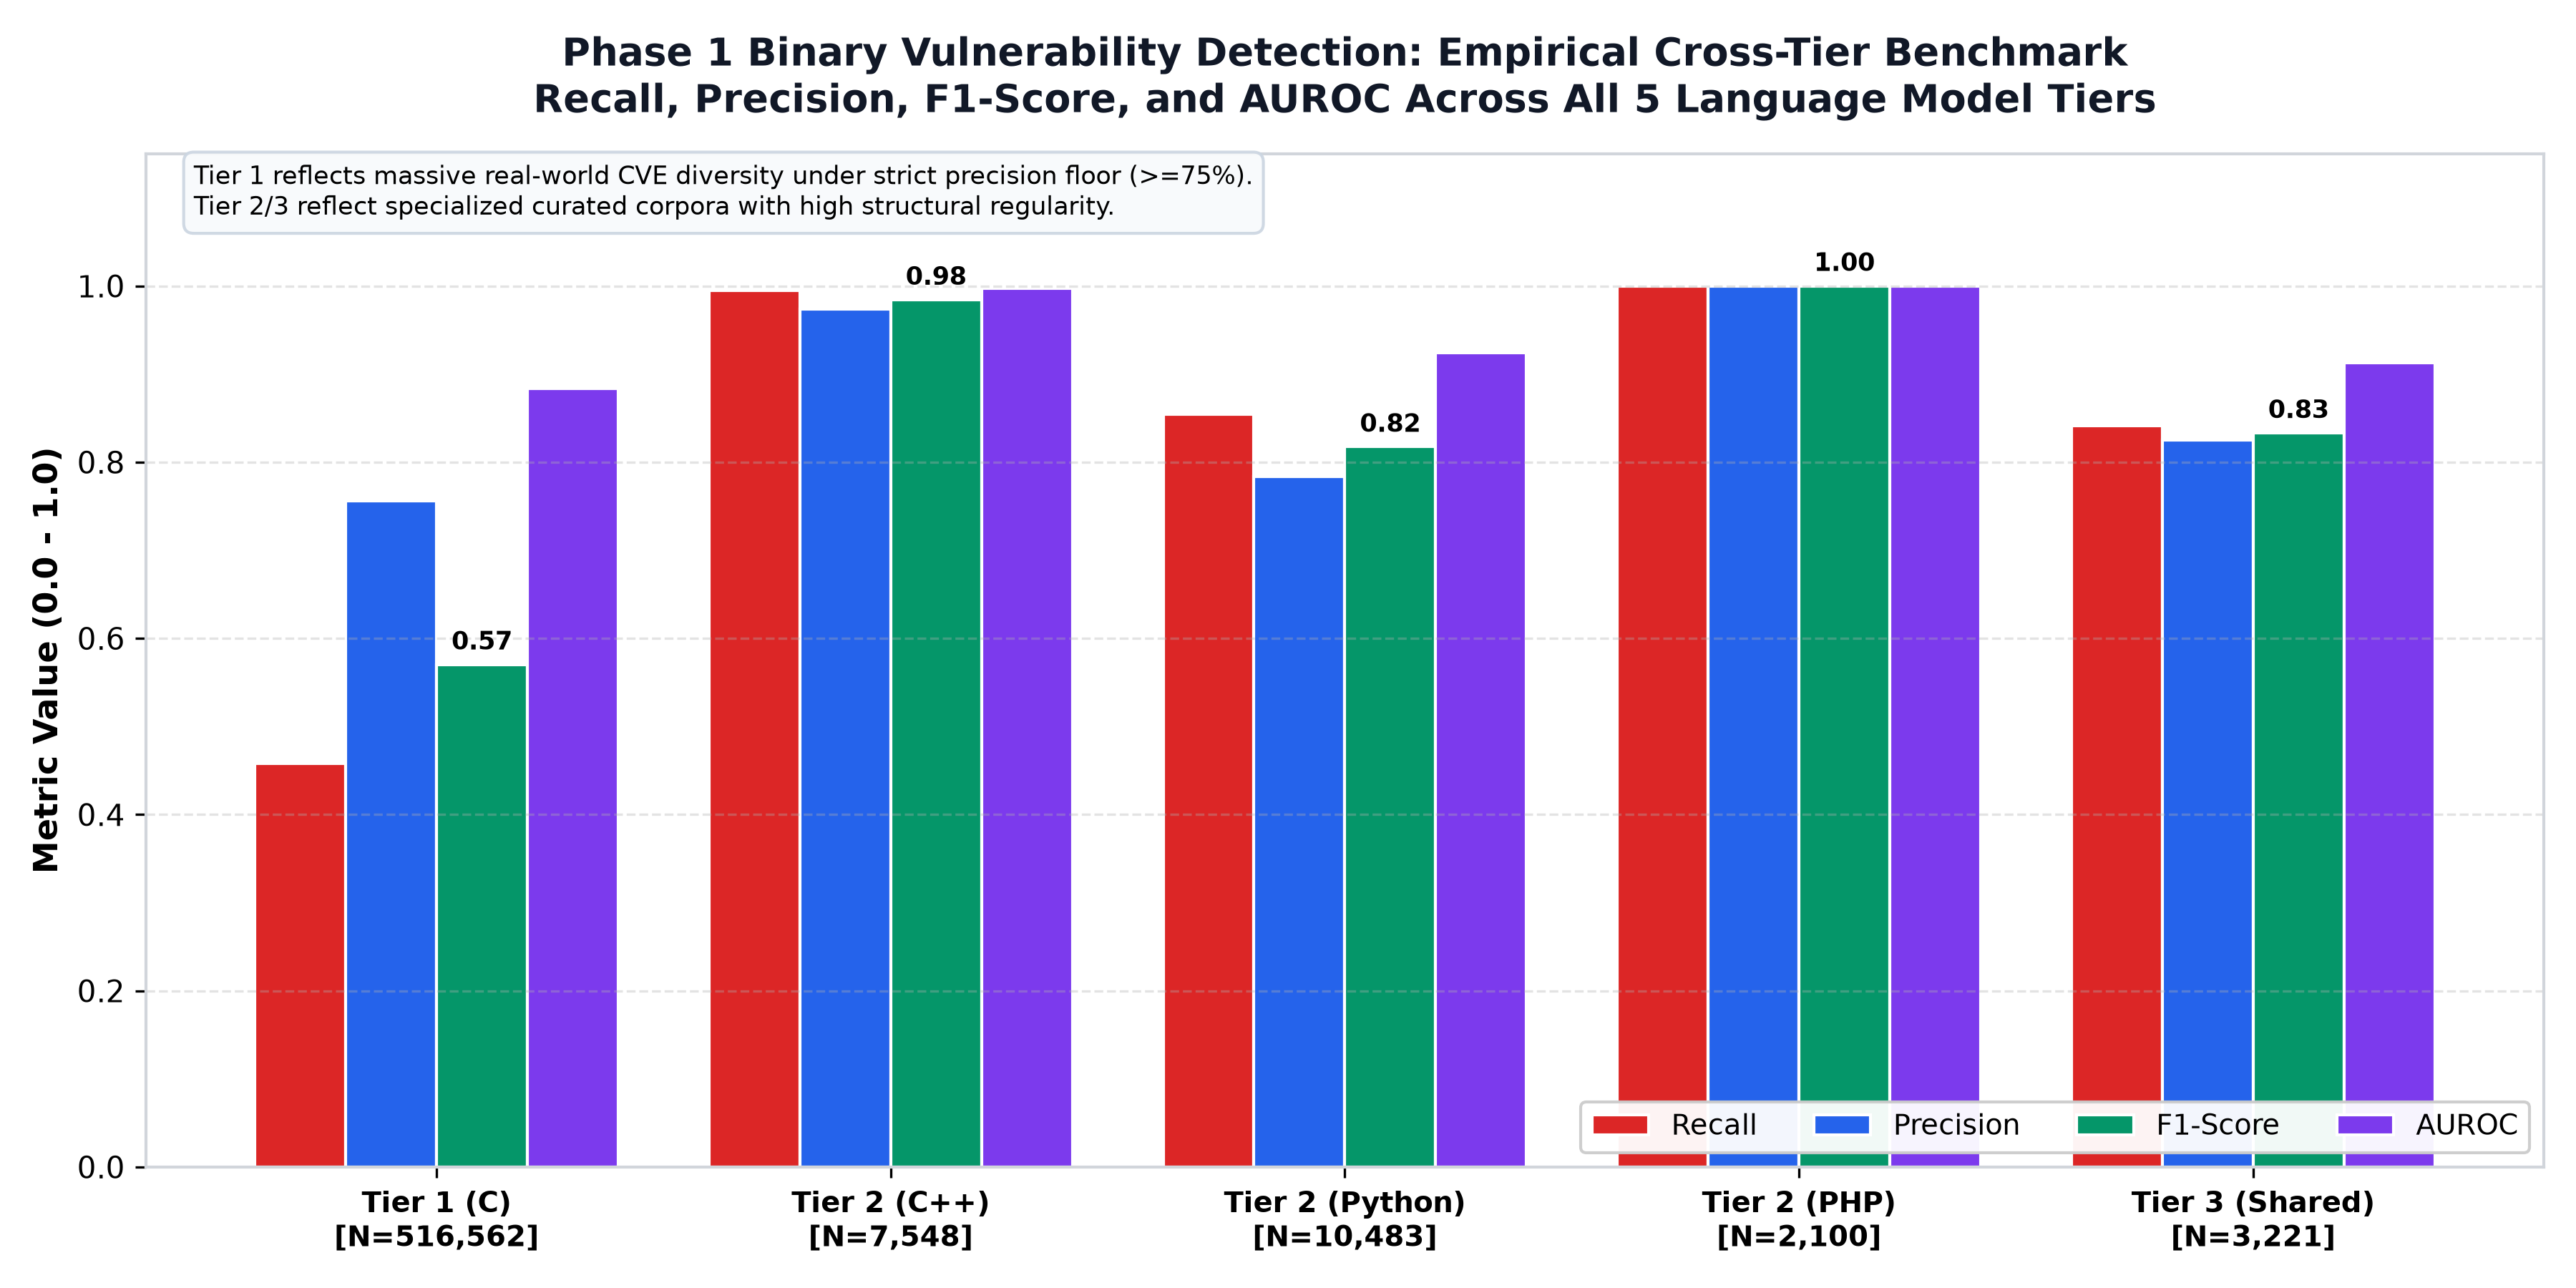 Phase 1 Binary Vulnerability Detection: Empirical Cross-Tier Benchmark
Recall, Precision, F1-Score, and AUROC Across All 5 Language Model Tiers
Tier 1 reflects massive real-world CVE diversity under strict precision floor (>=75%).
Tier 2/3 reflect specialized curated corpora with high structural regularity.
Metric Value (0.0 - 1.0)
1.0
0.8
0.6
0.4
0.2
0.0
0.57
0.98
0.82
1.00
0.83
Recall
Precision
F1-Score
AUROC
Tier 1 (C)
[N=516,562]
Tier 2 (C++)
[N=7,548]
Tier 2 (Python)
[N=10,483]
Tier 2 (PHP)
[N=2,100]
Tier 3 (Shared)
[N=3,221]